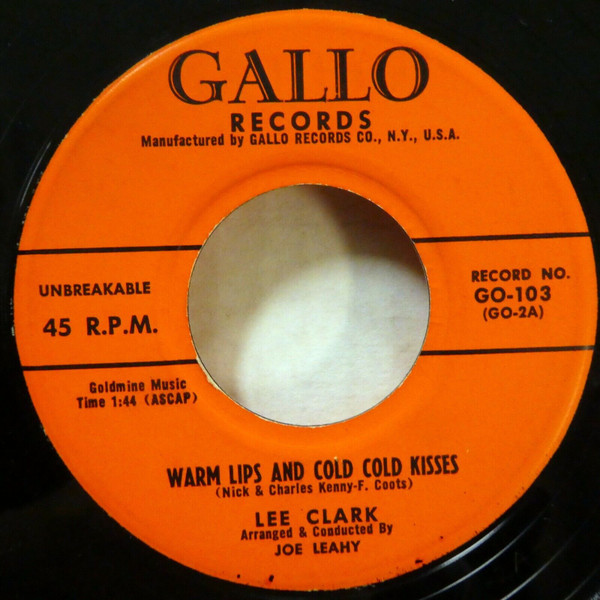 GALLO
RECORDS
Manufactured by GALLO RECORDS CO., N.Y., U.S.A.
UNBREAKABLE
45 R.P.M.
RECORD NO.
GO-103
(GO-2A)
Goldmine Music
Time 1:44 (ASCAP)
WARM LIPS AND COLD COLD KISSES
(Nick & Charles Kenny-F. Coots)
LEE CLARK
Arranged & Conducted By
JOE LEAHY